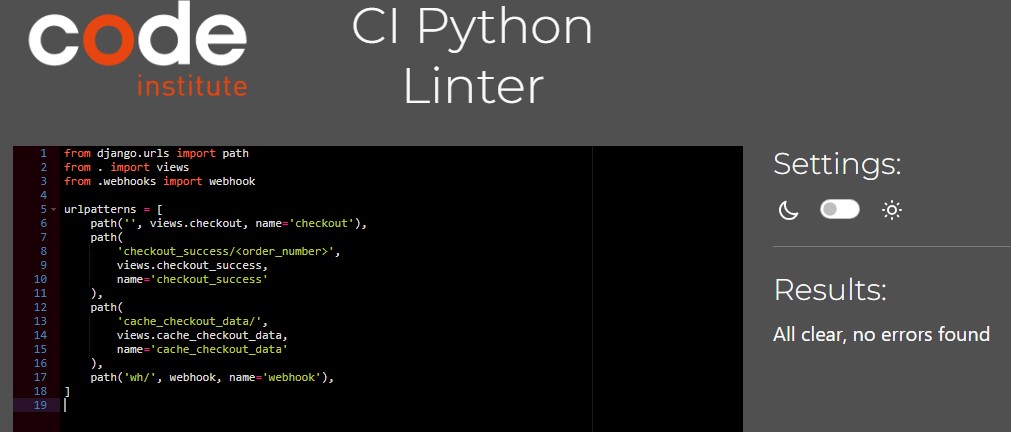 code
institute
CI Python
Linter
1 from django.urls import path
2 from . import views
3 from .webhooks import webhook
4
5 urlpatterns = [
6     path('', views.checkout, name='checkout'),
7     path(
8         'checkout_success/<order_number>',
9         views.checkout_success,
10         name='checkout_success'
11     ),
12     path(
13         'cache_checkout_data/',
14         views.cache_checkout_data,
15         name='cache_checkout_data'
16     ),
17     path('wh/', webhook, name='webhook'),
18 ]
19
Settings:
Results:
All clear, no errors found